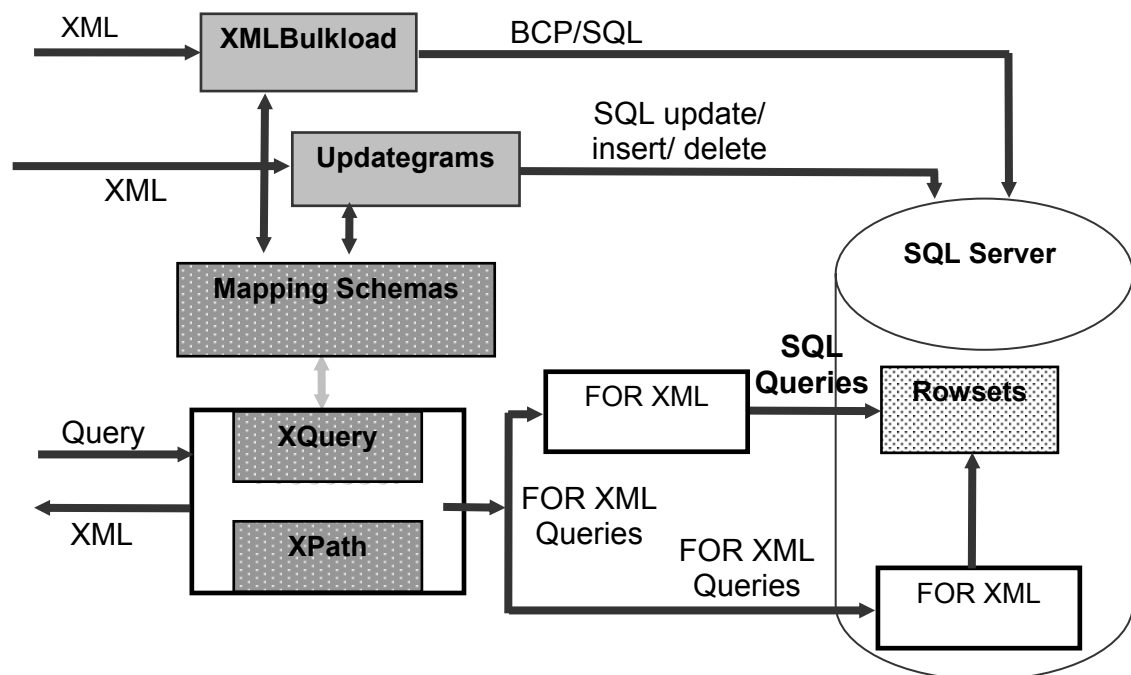 XML
XMLBulkload
BCP/SQL
SQL update/
insert/ delete
Updategrams
XML
SQL Server
Mapping Schemas
SQL
Queries
FOR XML
Rowsets
Query
XQuery
FOR XML
Queries
XML
XPath
FOR XML
Queries
FOR XML